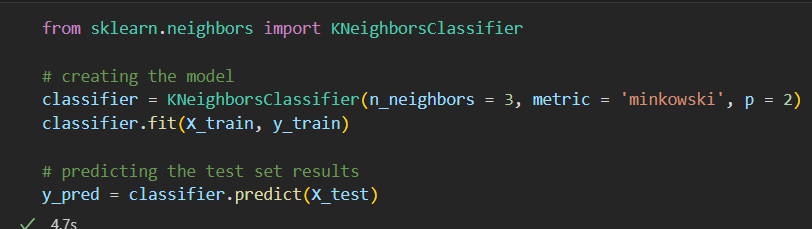 from sklearn.neighbors import KNeighborsClassifier
# creating the model
classifier = KNeighborsClassifier(n_neighbors = 3, metric = 'minkowski', p = 2)
classifier.fit(X_train, y_train)
# predicting the test set results
y_pred = classifier.predict(X_test)
4.7s